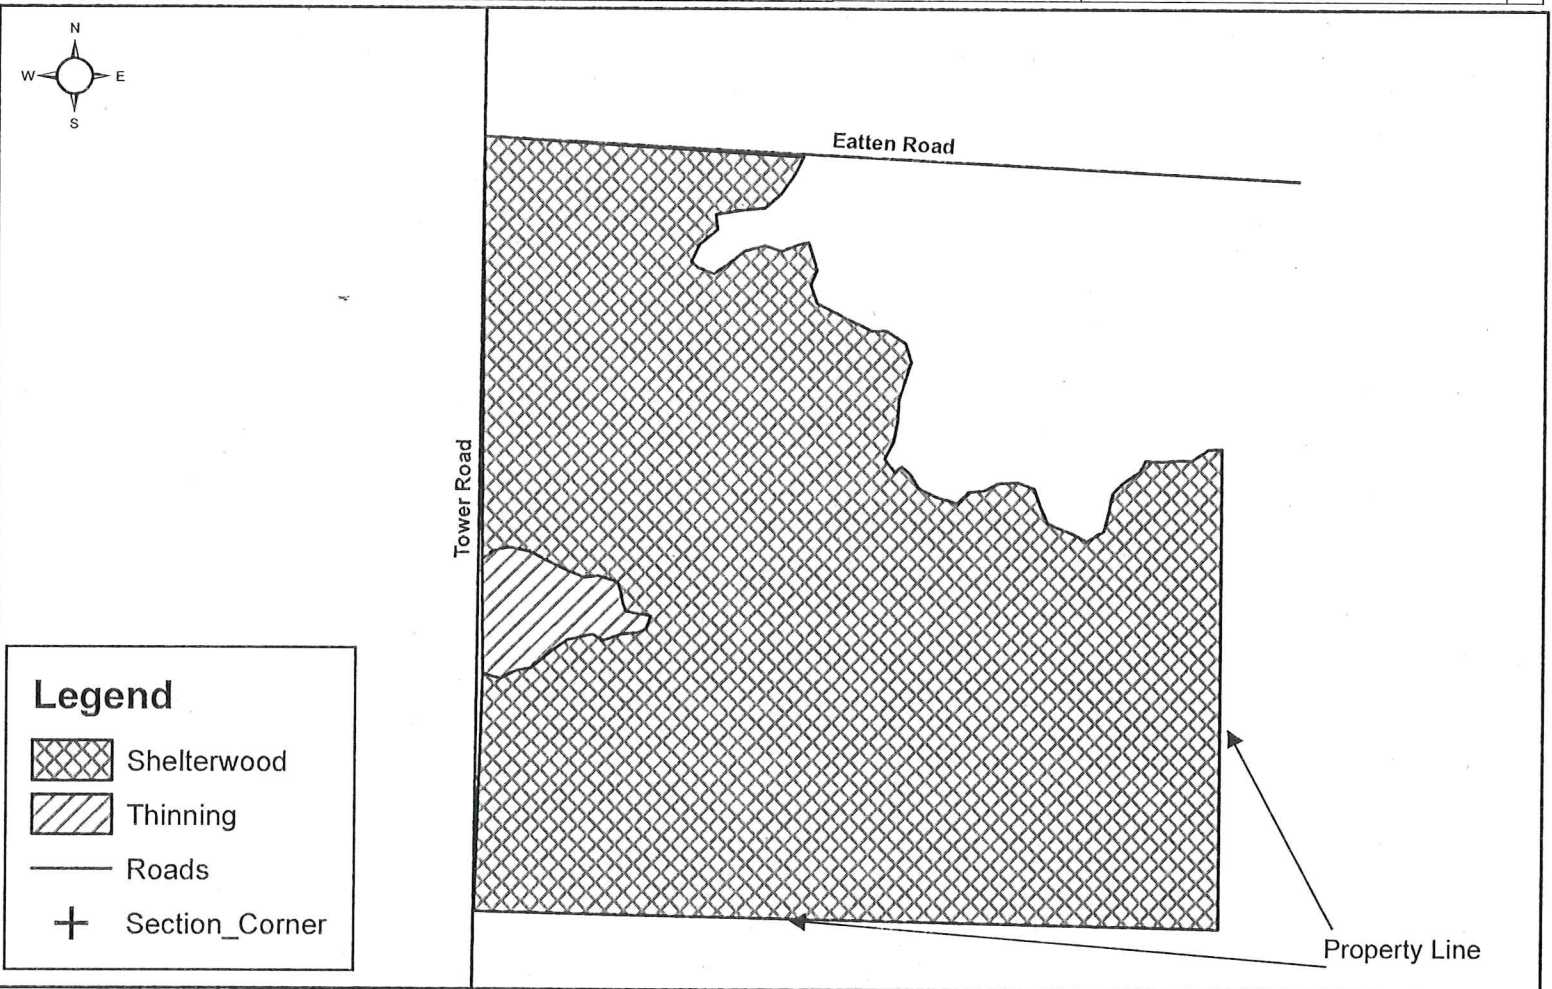 N
W E
S
Eatten Road
Tower Road
Legend
Shelterwood
Thinning
Roads
Section_Corner
Property Line